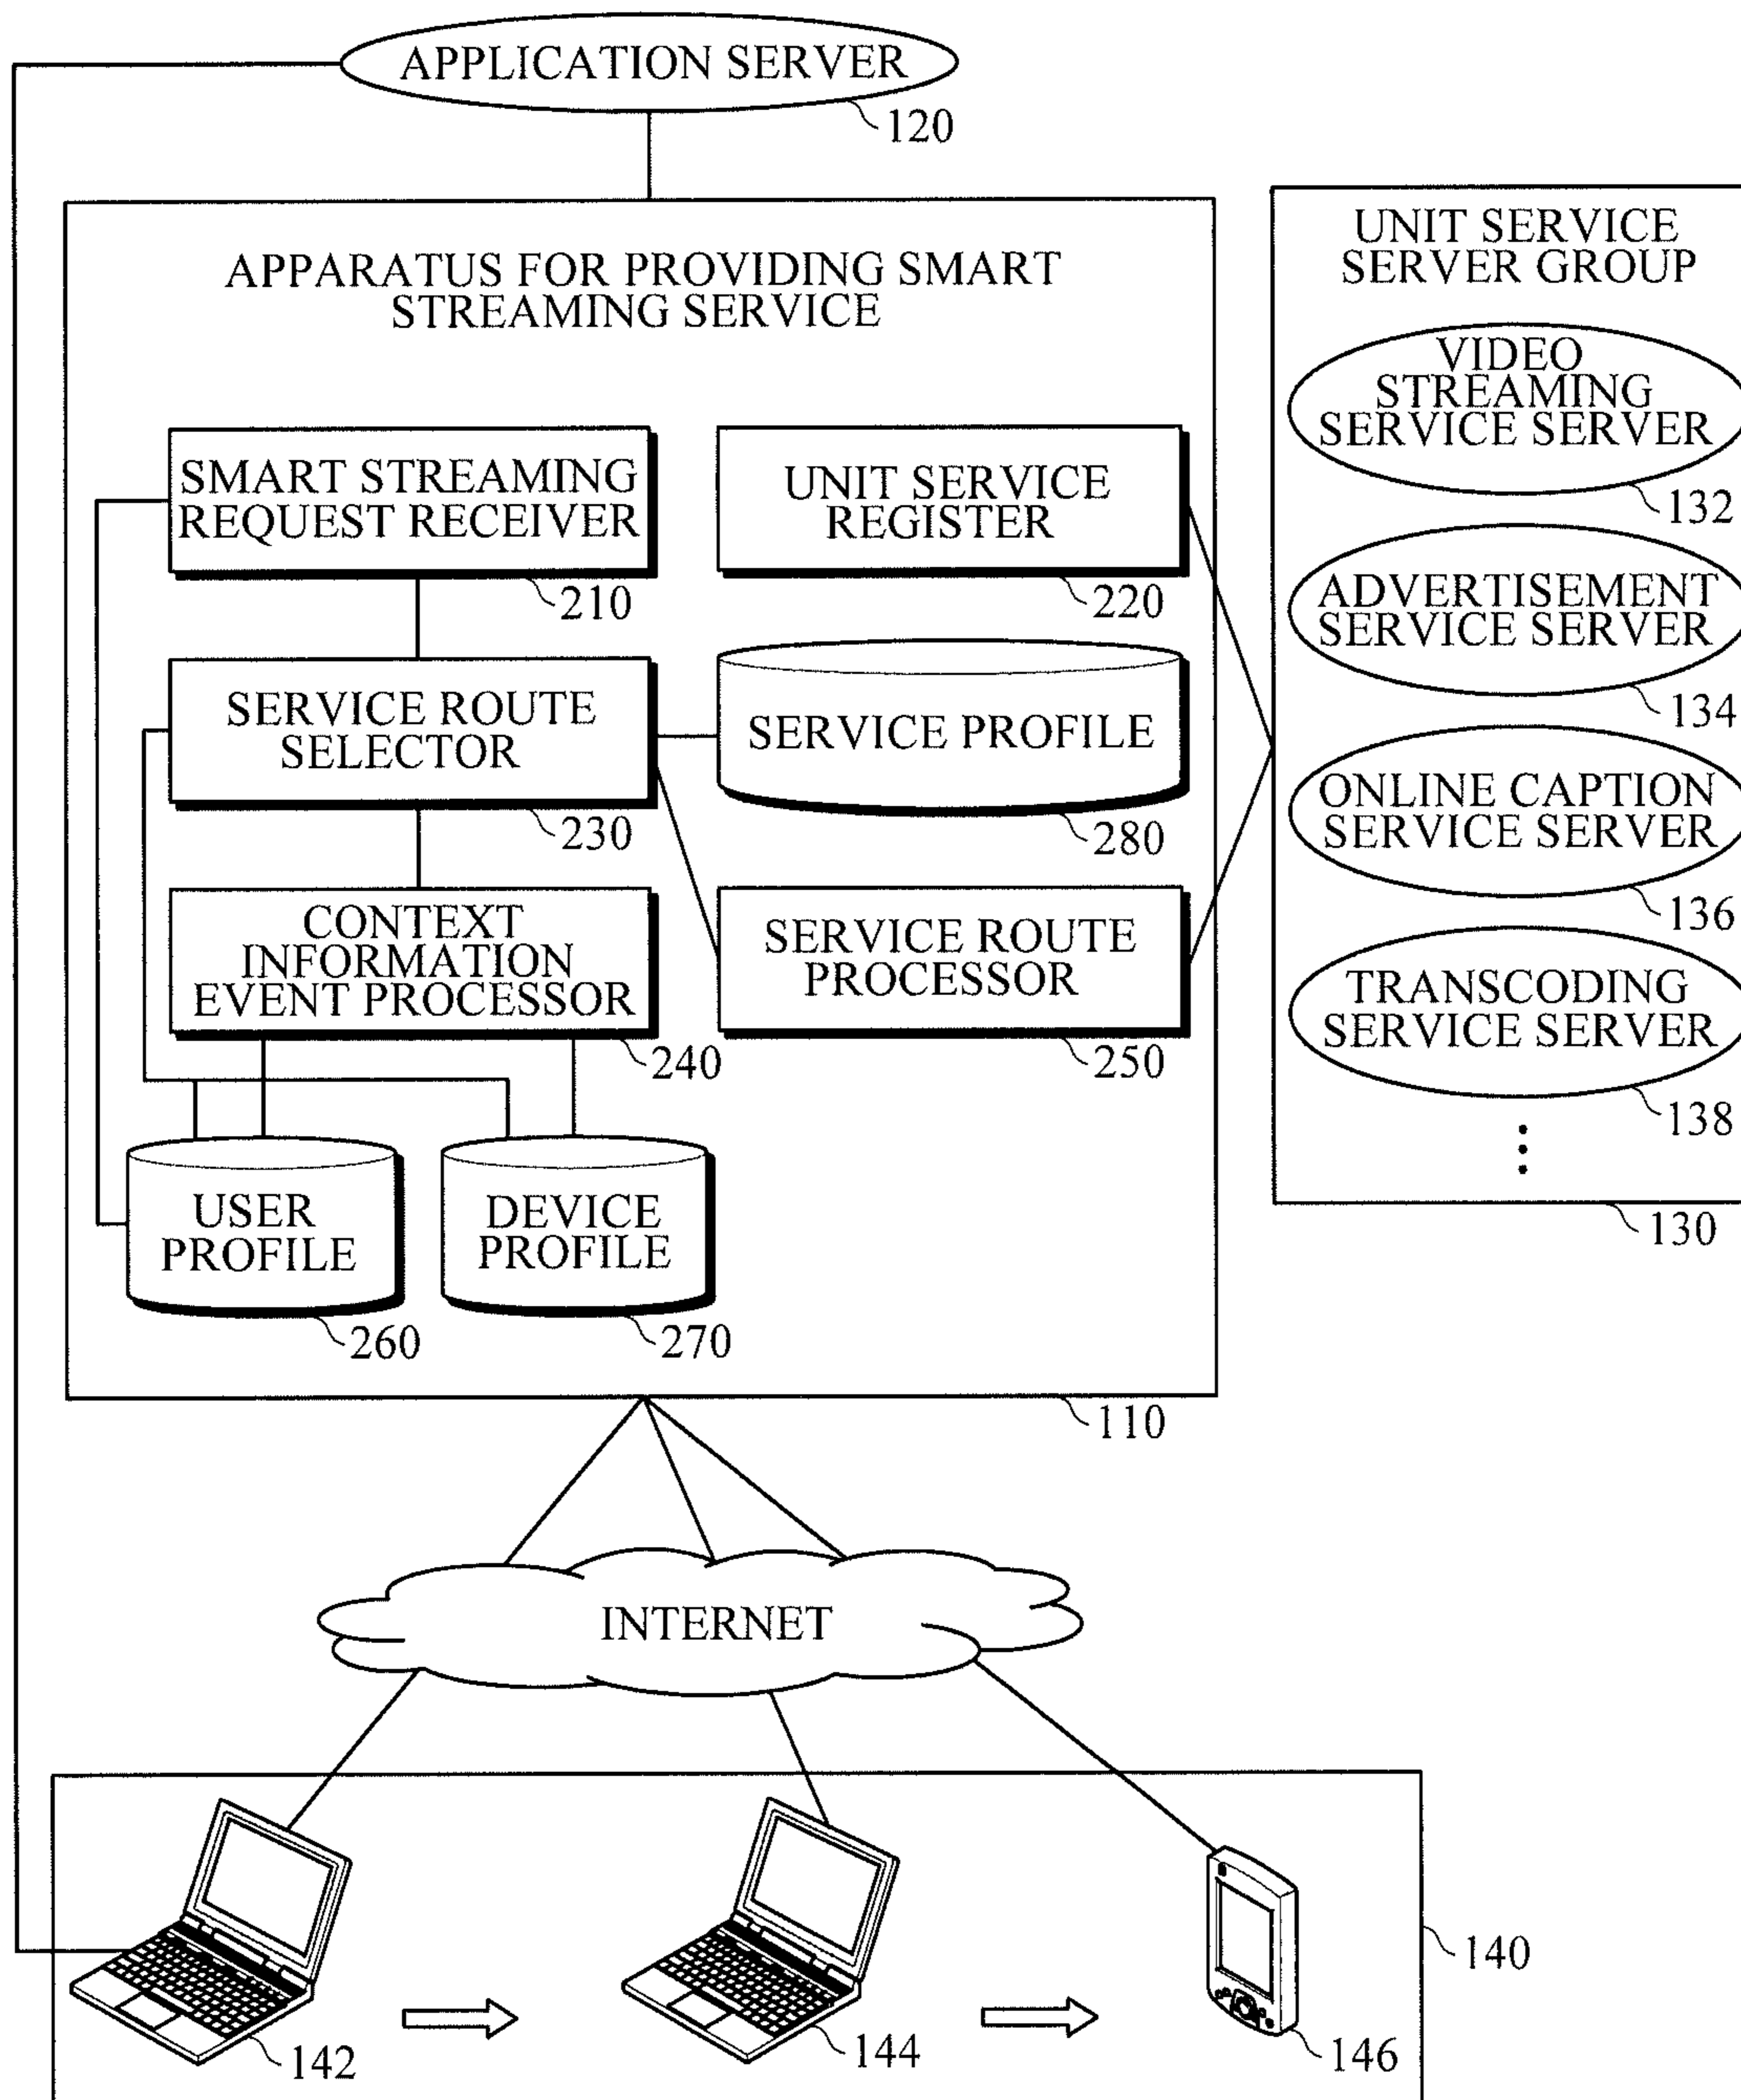 APPLICATION SERVER
120
APPARATUS FOR PROVIDING SMART
STREAMING SERVICE
SMART STREAMING
REQUEST RECEIVER
210
UNIT SERVICE
REGISTER
220
SERVICE ROUTE
SELECTOR
230
SERVICE PROFILE
280
CONTEXT
INFORMATION
EVENT PROCESSOR
240
SERVICE ROUTE
PROCESSOR
250
USER
PROFILE
260
DEVICE
PROFILE
270
110
UNIT SERVICE
SERVER GROUP
VIDEO
STREAMING
SERVICE SERVER
132
ADVERTISEMENT
SERVICE SERVER
134
ONLINE CAPTION
SERVICE SERVER
136
TRANSCODING
SERVICE SERVER
138
130
INTERNET
140
142
144
146